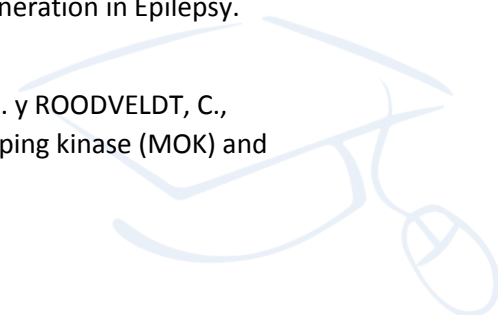 neration in Epilepsy.
. y ROODVELDT, C.,
ping kinase (MOK) and